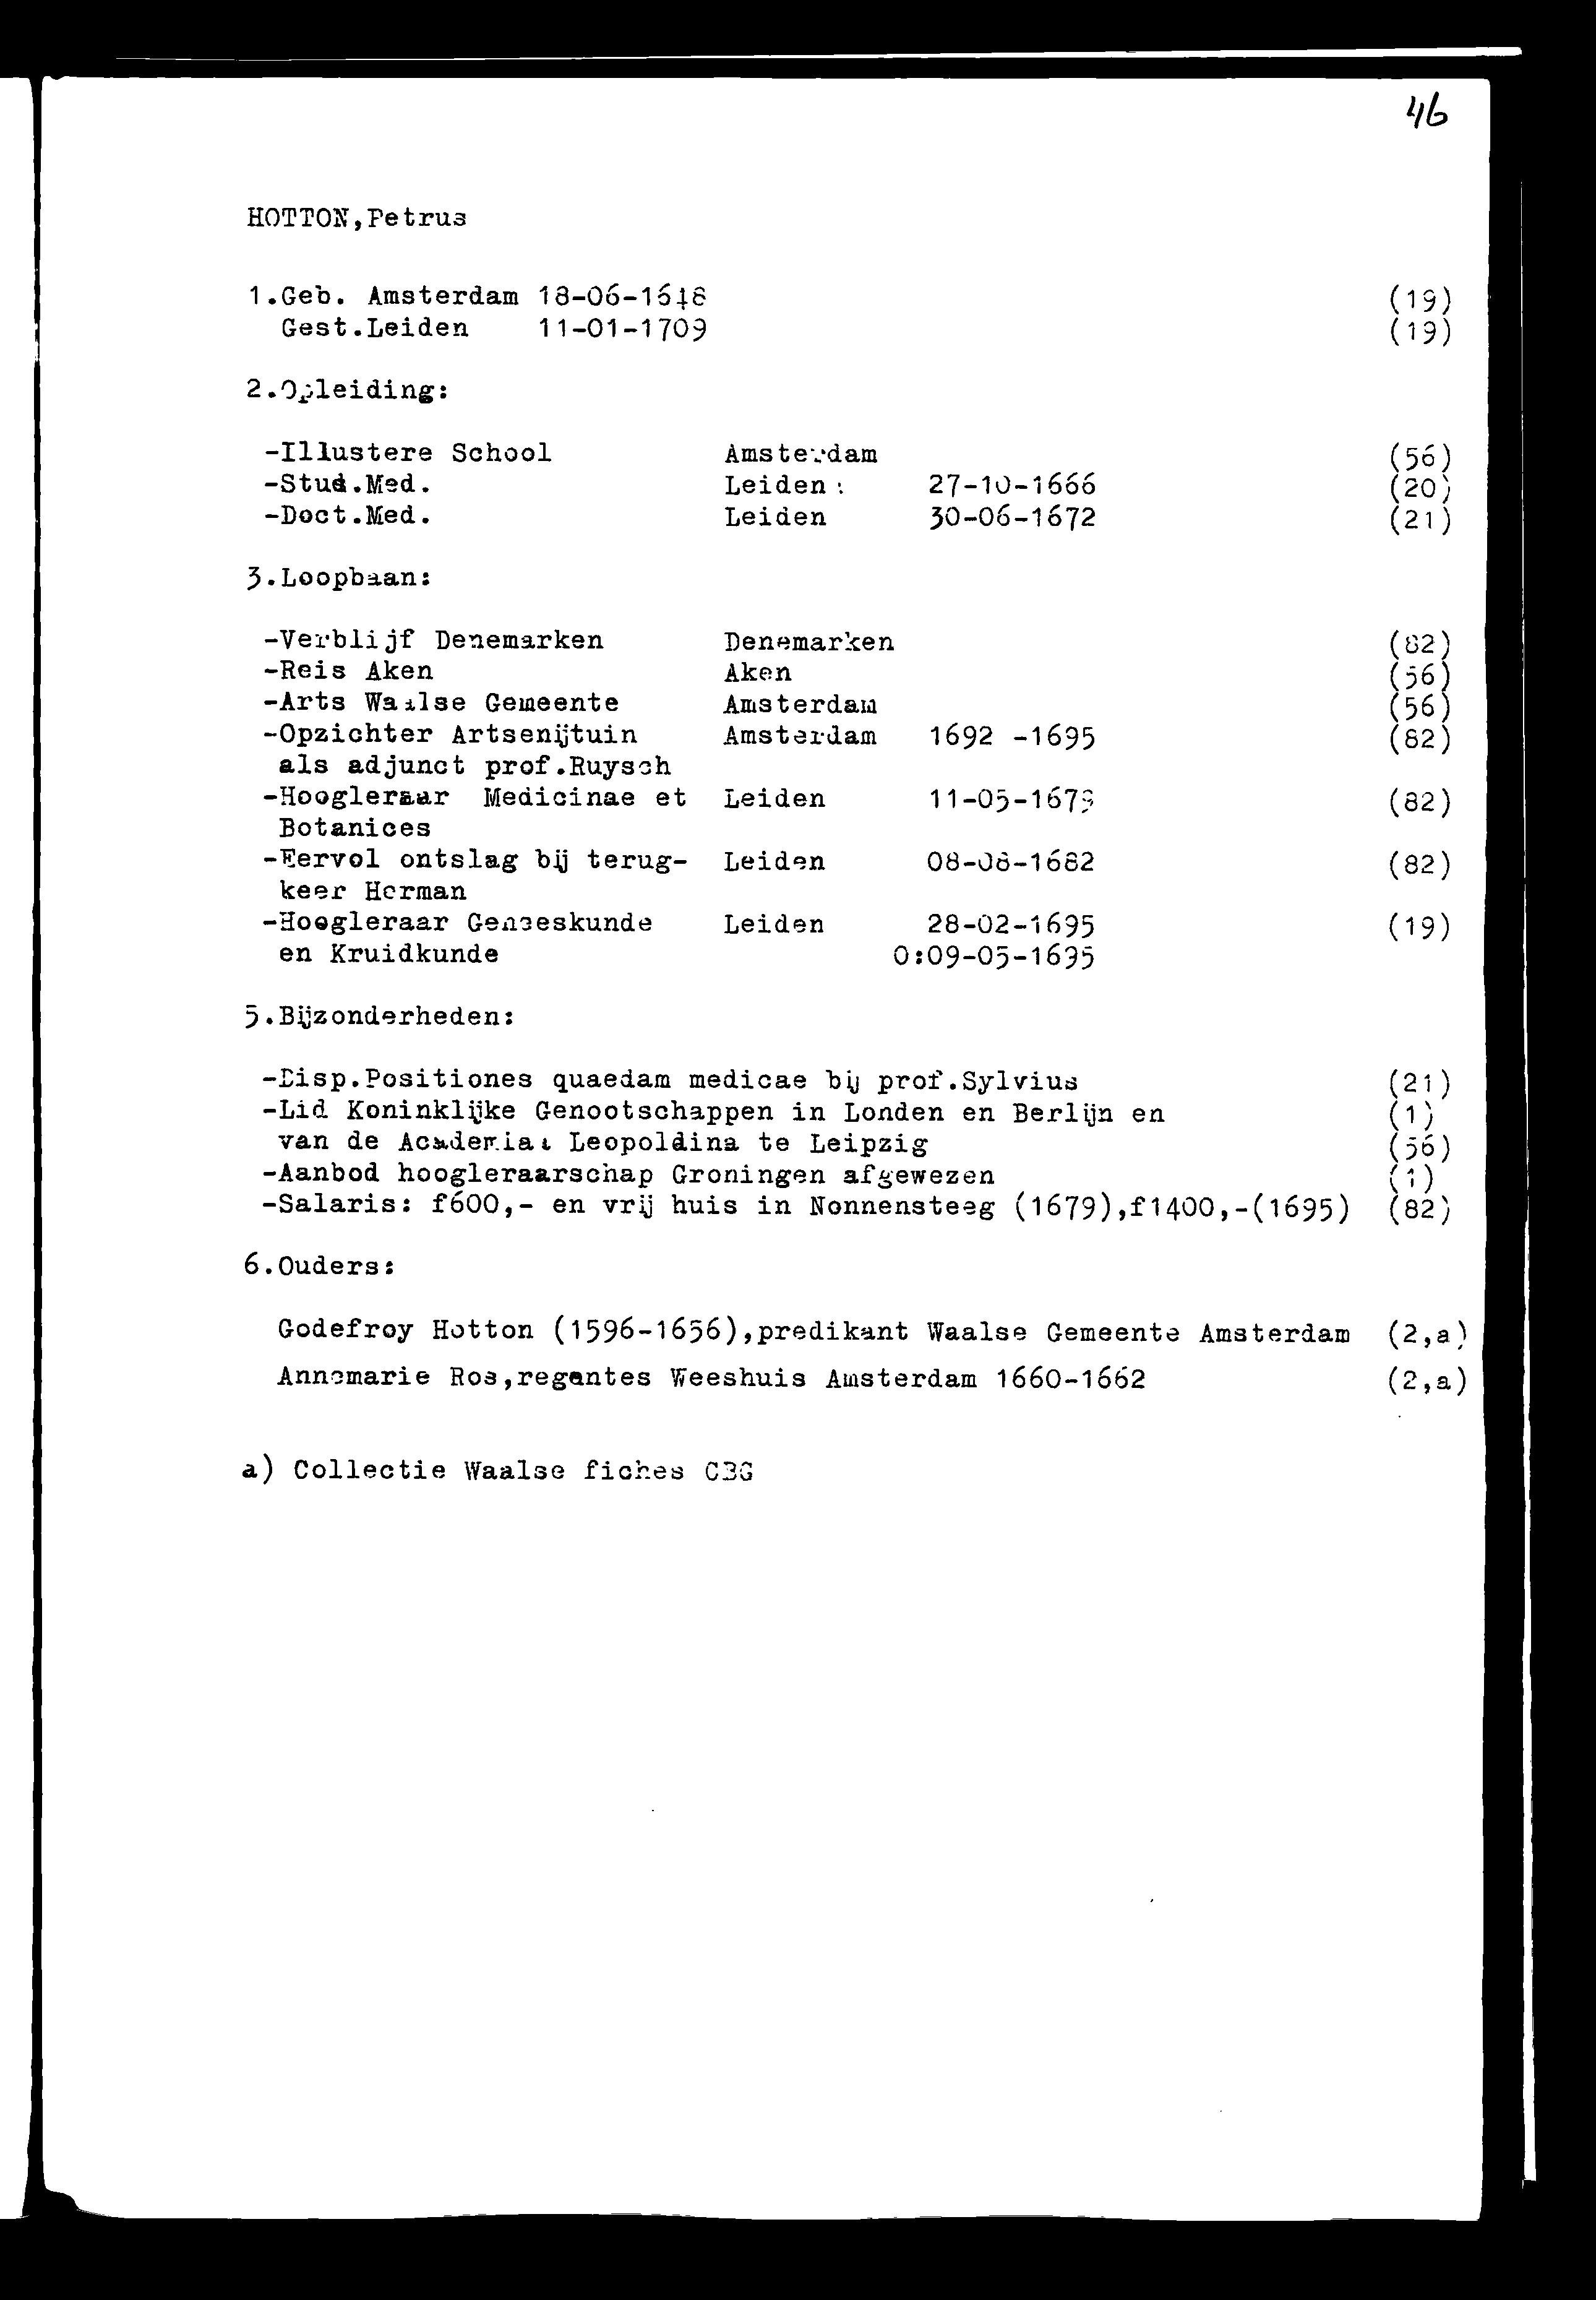 46
HOTTON,Petrus
1.Geb. Amsterdam 18-06-1648 (19)
Gest.Leiden 11-01-1709 (19)
2.Opleiding:
-Illustere School Amsterdam (56)
-Stud.Med. Leiden 27-10-1666 (20)
-Doct.Med. Leiden 30-06-1672 (21)
3.Loopbaan:
-Verblijf Denemarken Denemarken (82)
-Reis Aken Aken (56)
-Arts Waalse Gemeente Amsterdam (56)
-Opzichter Artsenijtuin Amsterdam 1692 -1695 (82)
als adjunct prof.Ruysch
-Hoogleraar Medicinae et Leiden (82)
Botanices
-Eervol ontslag bij terug- Leiden 08-08-1682 (82)
keer Herman
-Hoogleraar Geneeskunde Leiden 28-02-1695 (19)
en Kruidkunde O:09-05-1695
5.Bijzonderheden:
-Disp.Positiones quaedam medicae bij prof.Sylvius (21)
-Lid Koninklijke Genootschappen in Londen en Berlijn en (1)
van de Academiae Leopoldina te Leipzig (56)
-Aanbod hoogleraarschap Groningen afgewezen (1)
-Salaris: f600,- en vrij huis in Nonnensteeg (1679),f1400,-(1695) (82)
6.Ouders:
Godefroy Hotton (1596-1656),predikant Waalse Gemeente Amsterdam (2,a)
Annemarie Ros,regentes Weeshuis Amsterdam 1660-1662 (2,a)
a) Collectie Waalse fiches CBG